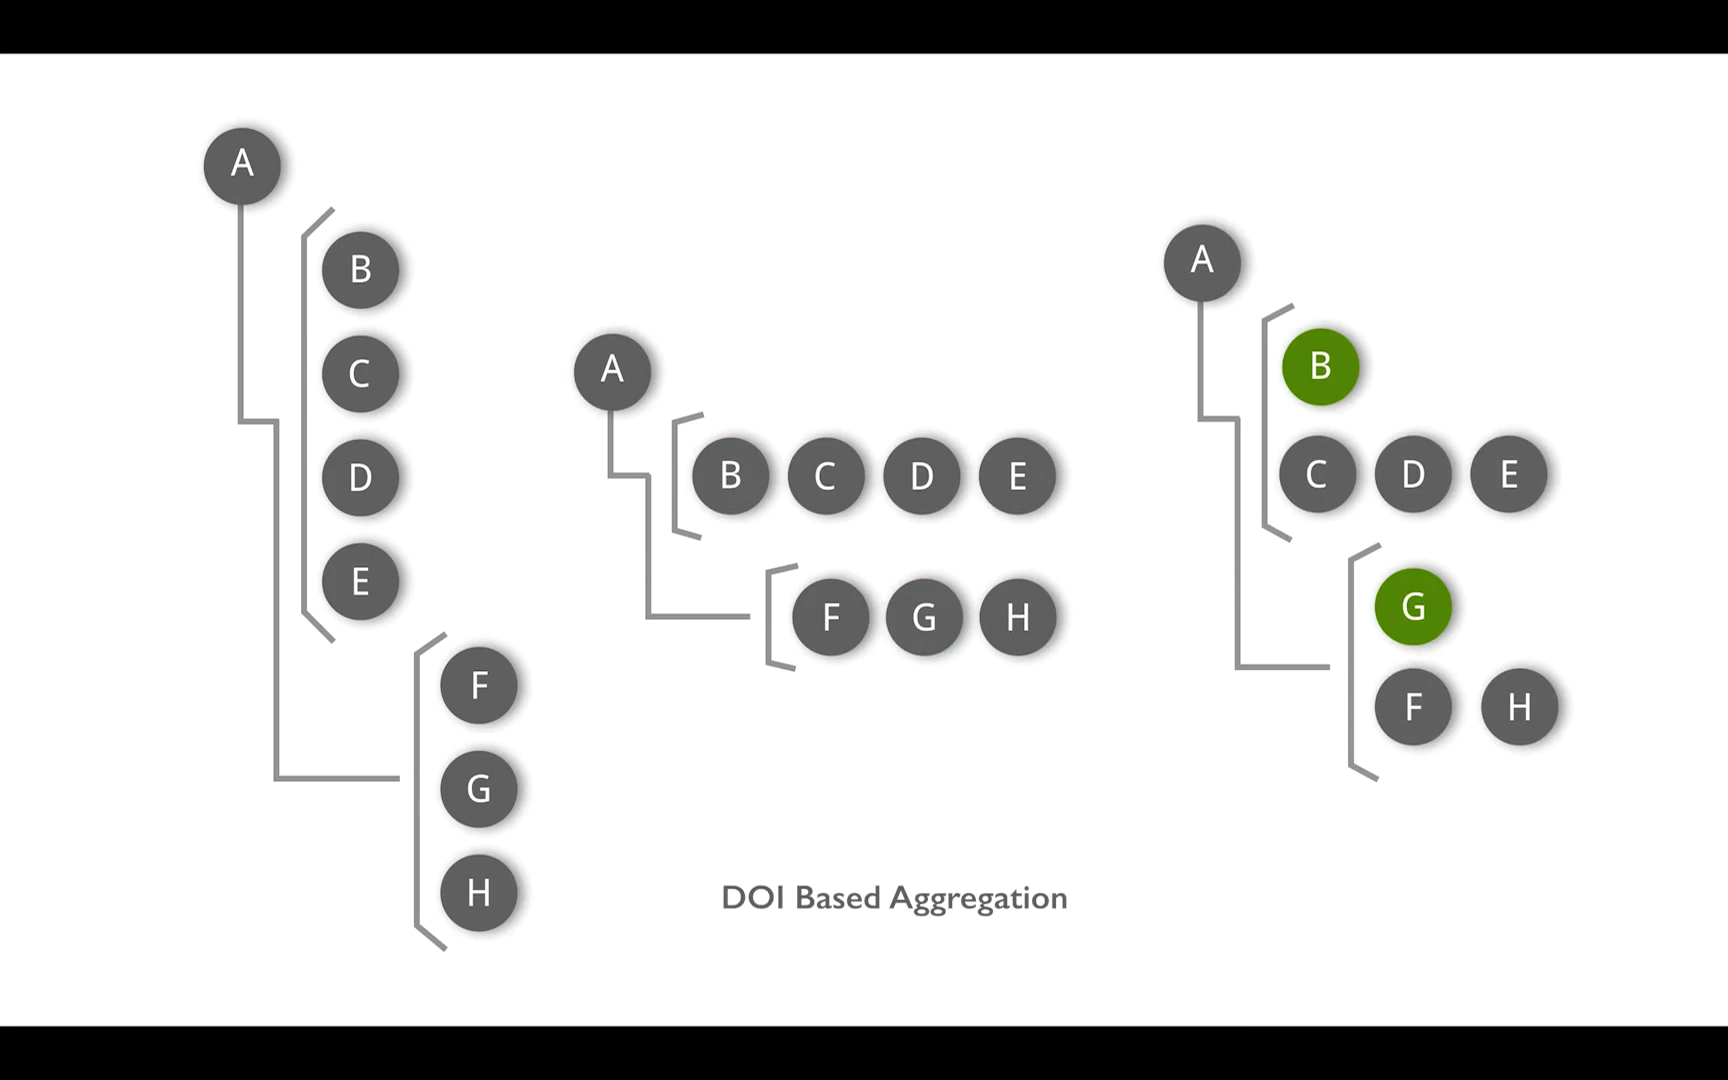 A
B
C
D
E
F
G
H
A
B C D E
F G H
A
B
C D E
G
F H
DOI Based Aggregation